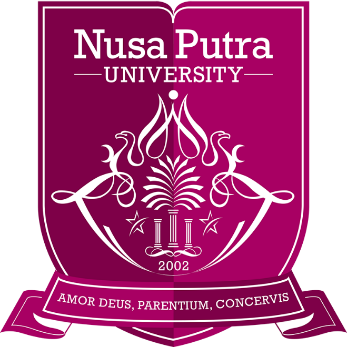 Nusa Putra
UNIVERSITY
2002
AMOR DEUS, PARENTIUM, CONCERVIS